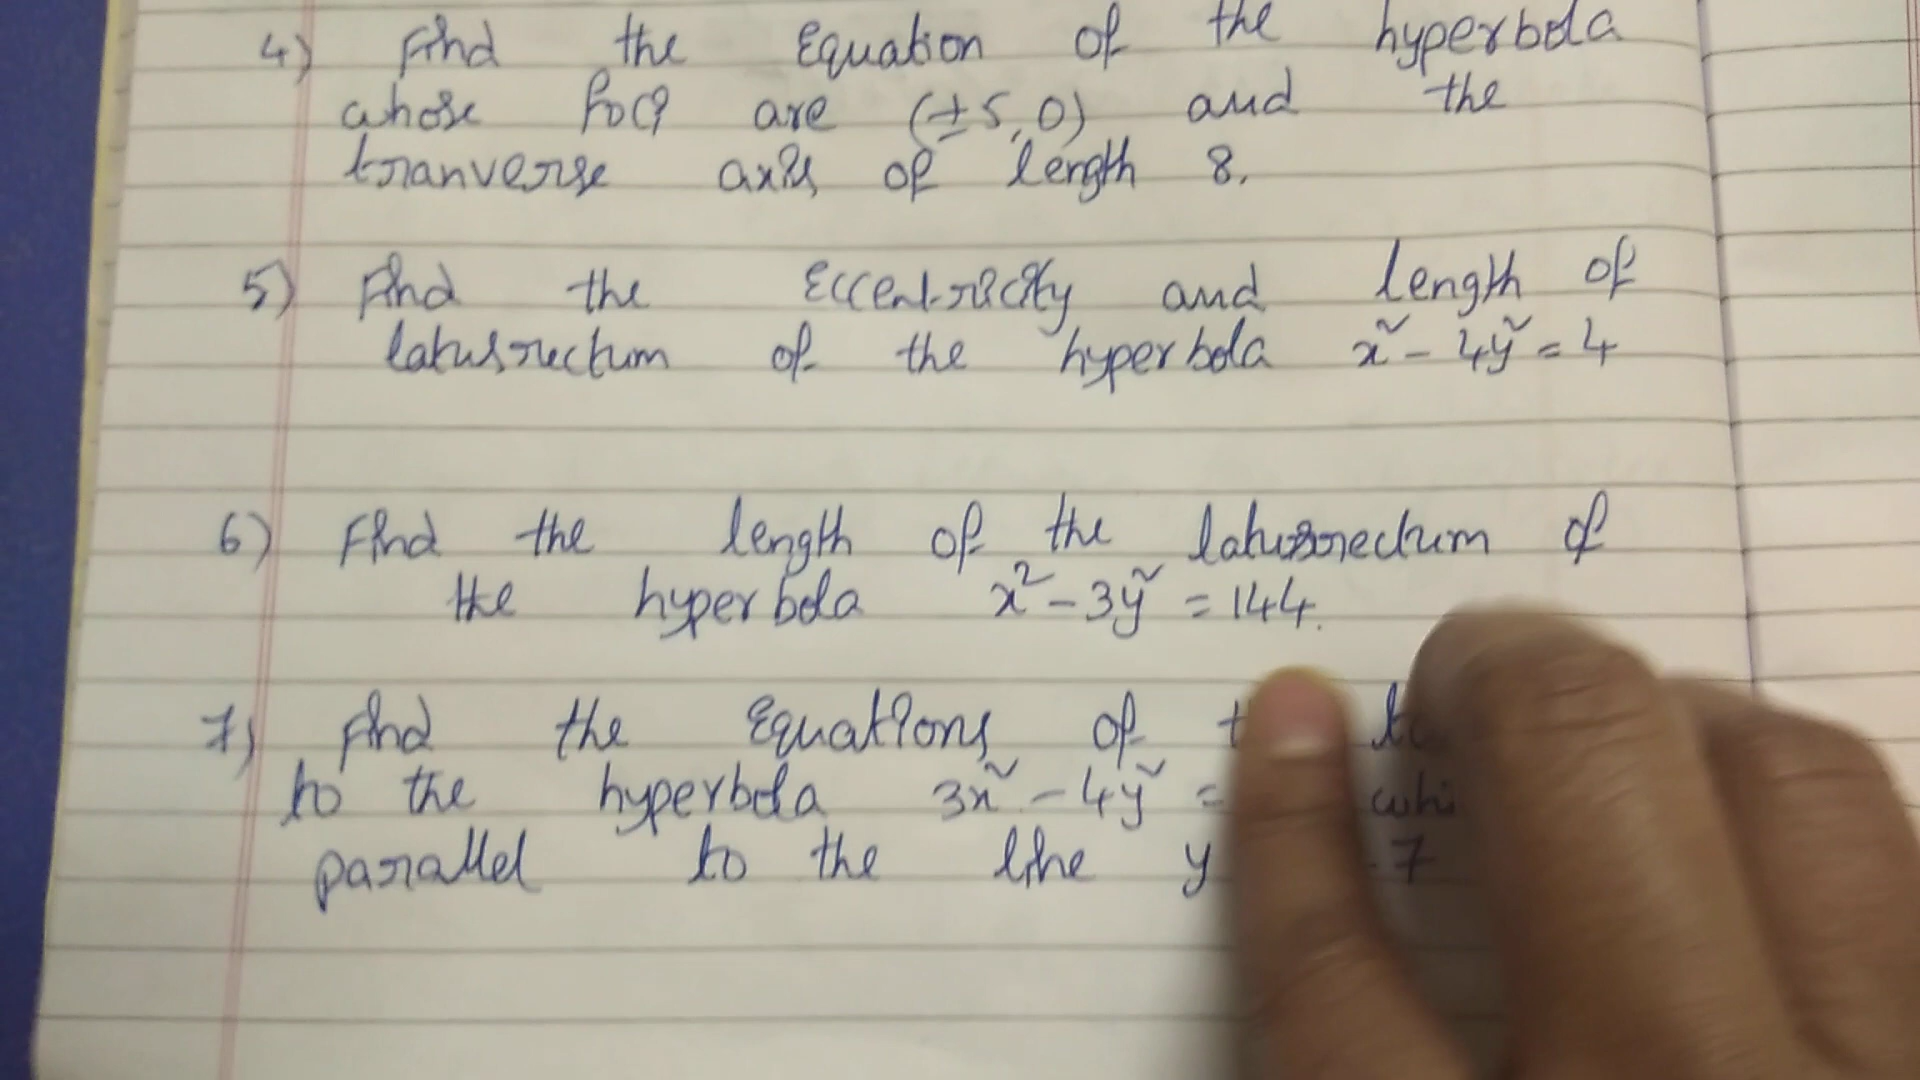 4) Find the Equation of the hyperbola
whose foci are (±5,0) and the
tranverse axis of length 8.
5) Find the Eccentricity and length of
latusrectum of the hyperbola x² - 4y² = 4
6) Find the length of the latusrectum of
the hyperbola x² - 3y² = 144.
7) Find the Equations of
to the hyperbola 3x² - 4y² =
parallel to the line y 7